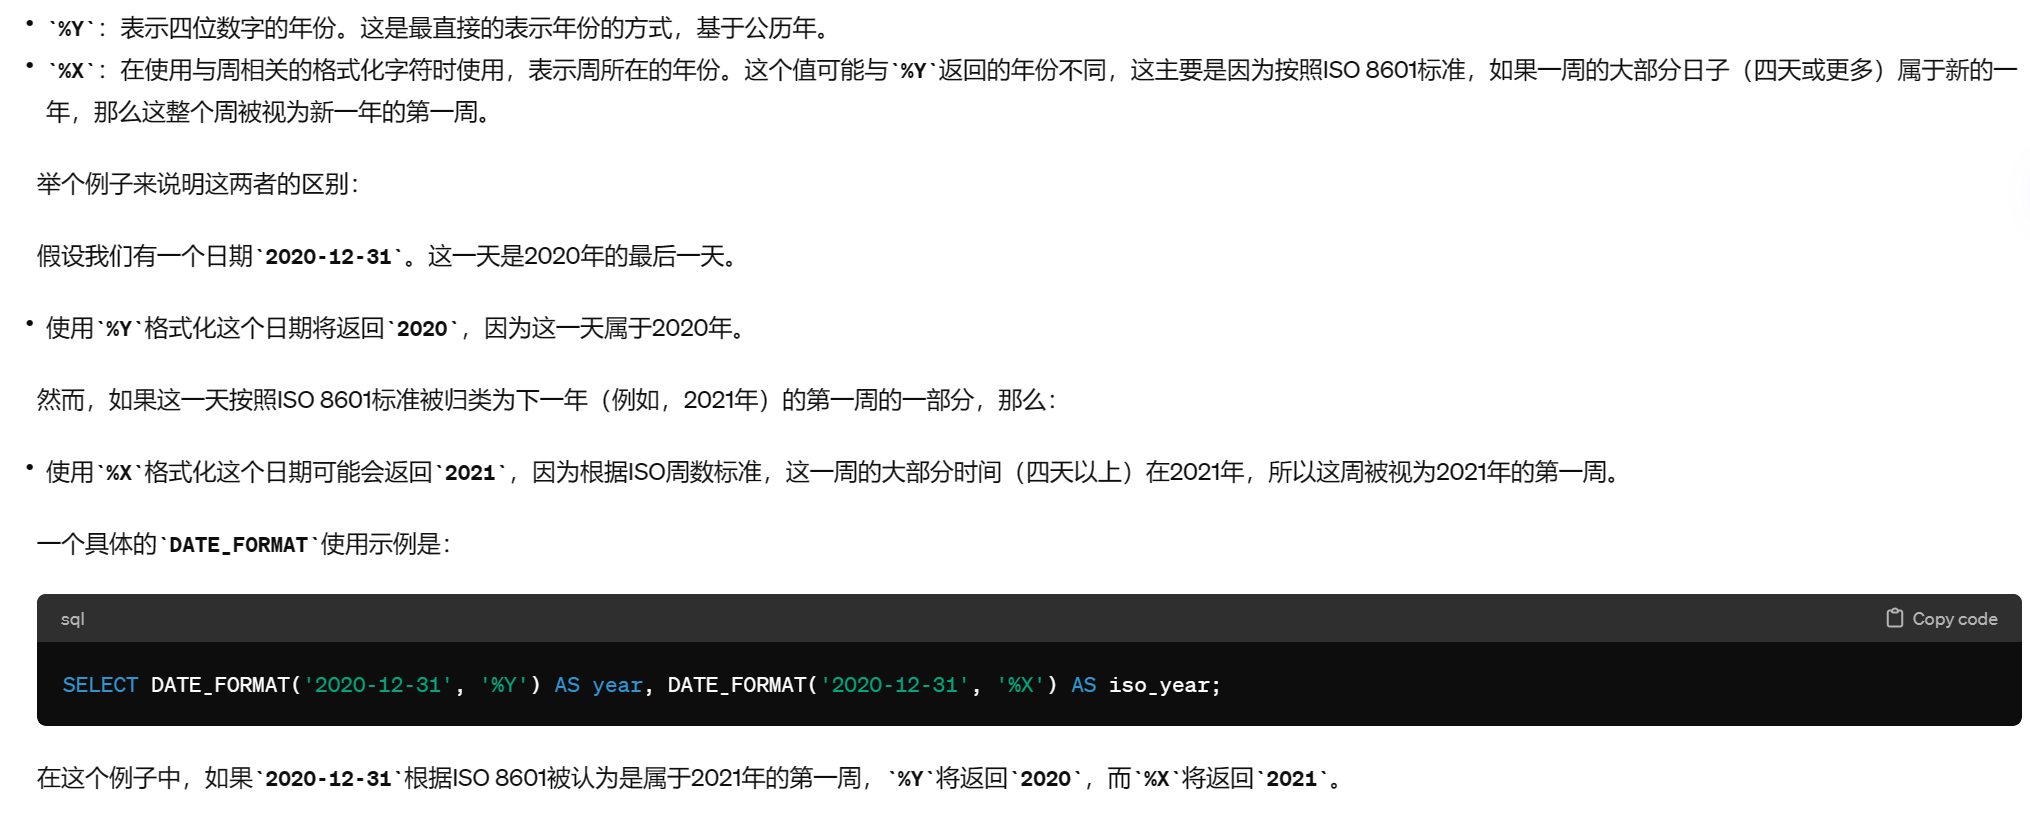 • `%Y`：表示四位数字的年份。这是最直接的表示年份的方式，基于公历年。
• `%X`：在使用与周相关的格式化字符时使用，表示周所在的年份。这个值可能与`%Y`返回的年份不同，这主要是因为按照ISO 8601标准，如果一周的大部分日子（四天或更多）属于新的一
年，那么这整个周被视为新一年的第一周。
举个例子来说明这两者的区别：
假设我们有一个日期`2020-12-31`。这一天是2020年的最后一天。
• 使用`%Y`格式化这个日期将返回`2020`，因为这一天属于2020年。
然而，如果这一天按照ISO 8601标准被归类为下一年（例如，2021年）的第一周的一部分，那么：
• 使用`%X`格式化这个日期可能会返回`2021`，因为根据ISO周数标准，这一周的大部分时间（四天以上）在2021年，所以这周被视为2021年的第一周。
一个具体的`DATE_FORMAT`使用示例是：
sql
Copy code
SELECT DATE_FORMAT('2020-12-31', '%Y') AS year, DATE_FORMAT('2020-12-31', '%X') AS iso_year;
在这个例子中，如果`2020-12-31`根据ISO 8601被认为是属于2021年的第一周，`%Y`将返回`2020`，而`%X`将返回`2021`。